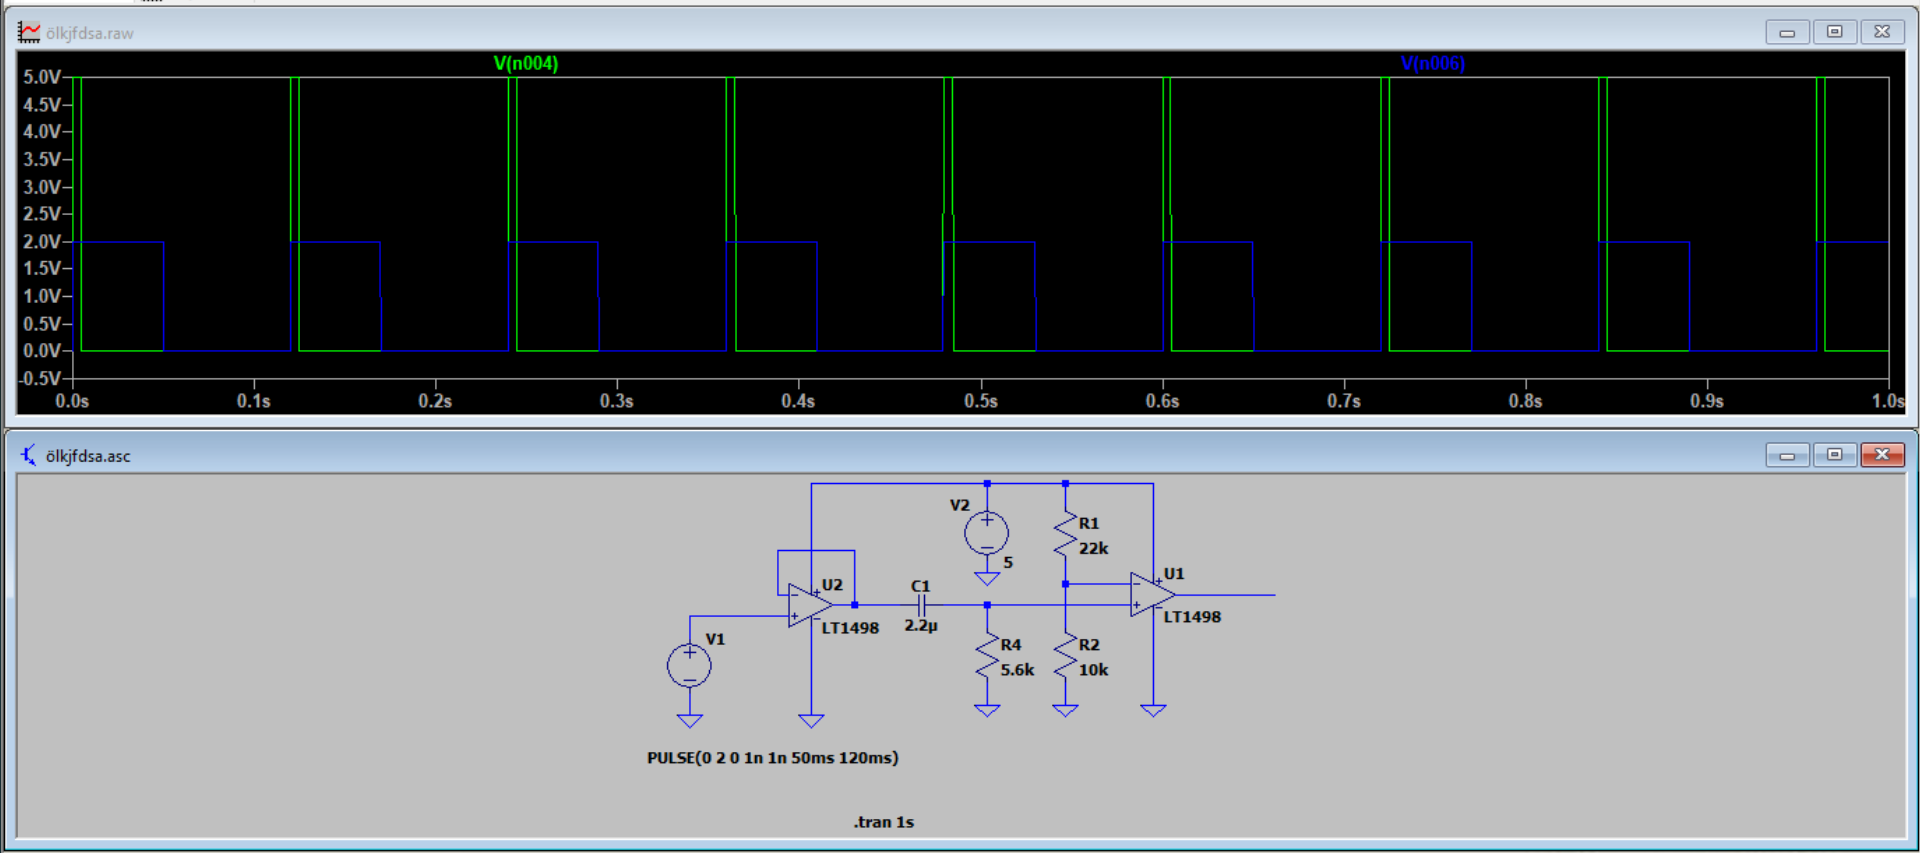 ölkjfdsa.raw
V(n004)
V(n006)
5.0V
4.5V
4.0V
3.5V
3.0V
2.5V
2.0V
1.5V
1.0V
0.5V
0.0V
-0.5V
0.0s 0.1s 0.2s 0.3s 0.4s 0.5s 0.6s 0.7s 0.8s 0.9s 1.0s
ölkjfdsa.asc
V2
5
R1
22k
U2
LT1498
C1
2.2µ
U1
LT1498
V1
R4
5.6k
R2
10k
PULSE(0 2 0 1n 1n 50ms 120ms)
.tran 1s